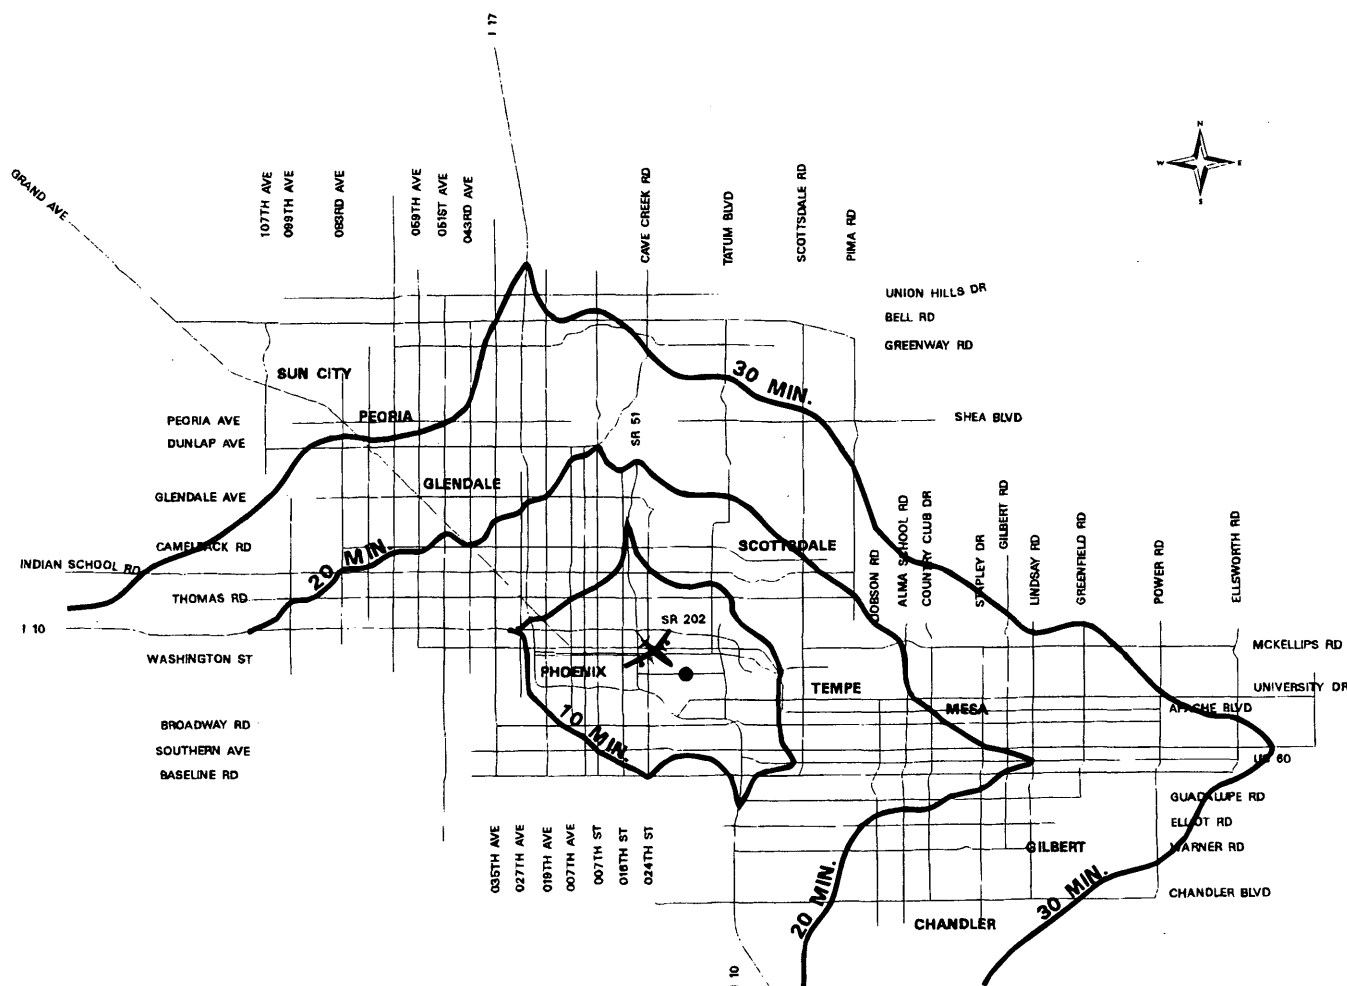 I 17
N
W
E
S
GRAND AVE
107TH AVE
099TH AVE
083RD AVE
059TH AVE
051ST AVE
043RD AVE
CAVE CREEK RD
TATUM BLVD
SCOTTSDALE RD
PIMA RD
UNION HILLS DR
BELL RD
GREENWAY RD
SUN CITY
30 MIN.
PEORIA AVE
PEORIA
SHEA BLVD
DUNLAP AVE
SR 51
GLENDALE
GLENDALE AVE
CAMELBACK RD
20 MIN.
SCOTTSDALE
INDIAN SCHOOL RD
THOMAS RD
DOBSON RD
ALMA SCHOOL RD
COUNTRY CLUB DR
STAPLEY DR
GILBERT RD
LINDSAY RD
GREENFIELD RD
POWER RD
ELLSWORTH RD
SR 202
I 10
MCKELLIPS RD
WASHINGTON ST
PHOENIX
TEMPE
UNIVERSITY DR
MESA
APACHE BLVD
10 MIN.
BROADWAY RD
SOUTHERN AVE
US 60
BASELINE RD
GUADALUPE RD
ELLIOT RD
GILBERT
WARNER RD
035TH AVE
027TH AVE
019TH AVE
007TH AVE
007TH ST
016TH ST
024TH ST
20 MIN.
30 MIN.
CHANDLER BLVD
CHANDLER
I 10